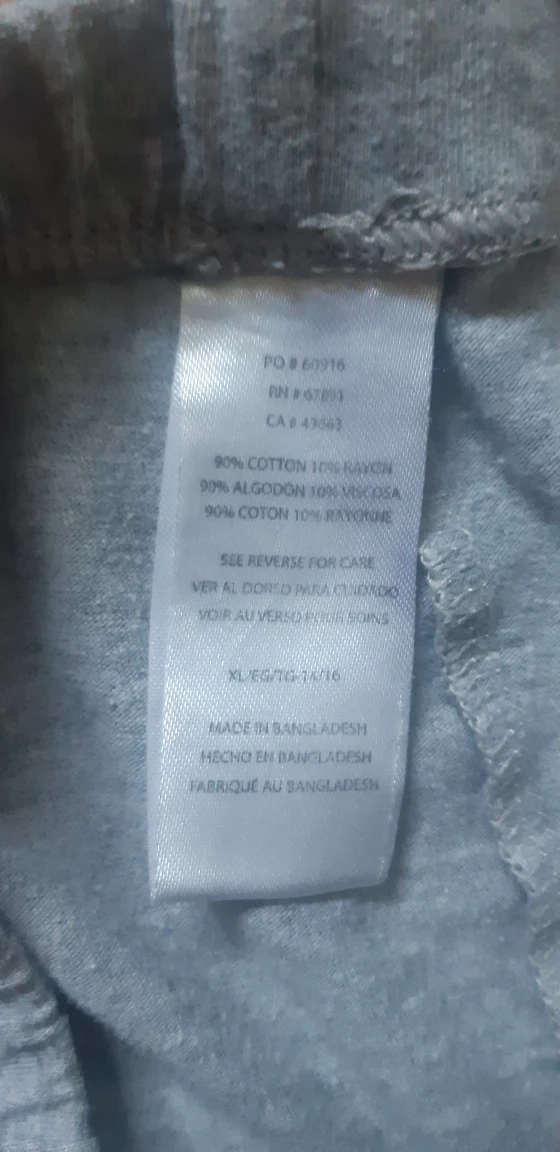 PO # 60916
RN # 67891
CA # 43663
90% COTTON 10% RAYON
90% ALGODON 10% VISCOSA
90% COTON 10% RAYONNE
SEE REVERSE FOR CARE
VER AL DORSO PARA CUIDADO
VOIR AU VERSO POUR SOINS
XL/EG/TG-14/16
MADE IN BANGLADESH
HECHO EN BANGLADESH
FABRIQUÉ AU BANGLADESH